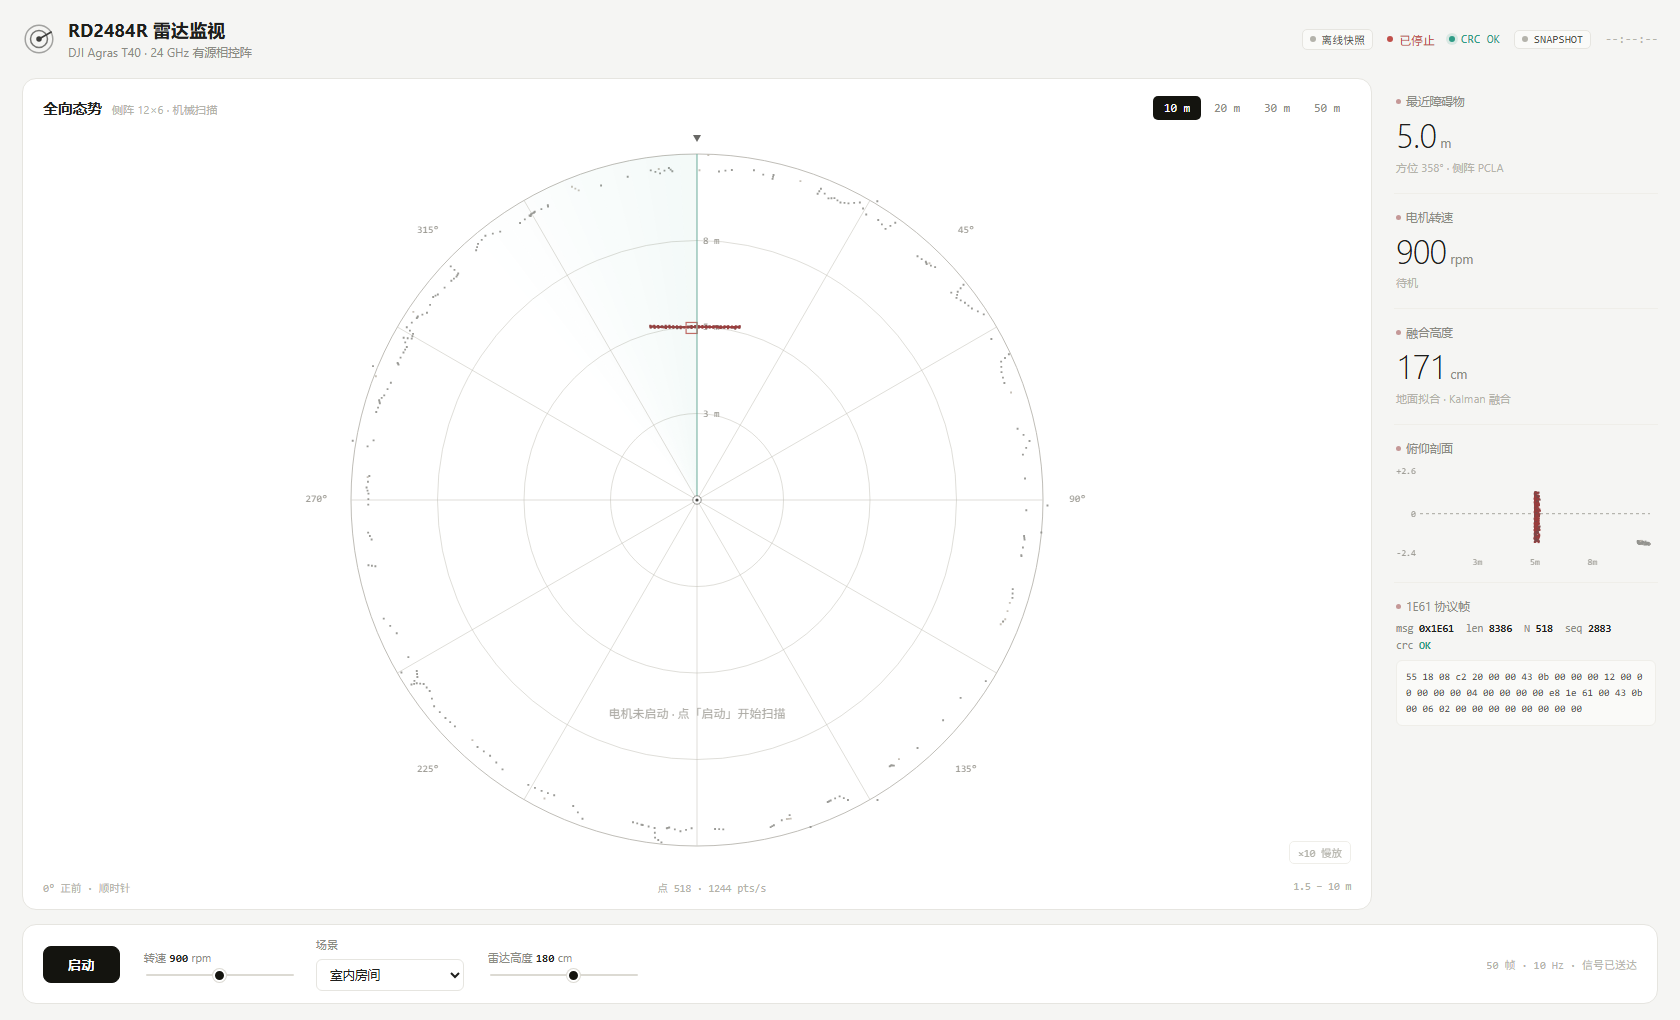 RD2484R 雷达监视
DJI Agras T40 · 24 GHz 有源相控阵
离线快照
已停止
CRC OK
SNAPSHOT
--:--:--
全向态势 侧阵 12×6 · 机械扫描
10 m 20 m 30 m 50 m
315°
45°
8 m
3 m
270°
90°
电机未启动 · 点「启动」开始扫描
225°
135°
×10 慢放
0° 正前 · 顺时针
点 518 · 1244 pts/s
1.5 – 10 m
最近障碍物
5.0 m
方位 358° · 侧阵 PCLA
电机转速
900 rpm
待机
融合高度
171 cm
地面拟合 · Kalman 融合
俯仰剖面
+2.6
0
-2.4
3m 5m 8m
1E61 协议帧
msg 0X1E61 len 8386 N 518 seq 2883
crc OK
55 18 08 c2 20 00 00 43 0b 00 00 00 12 00 0
0 00 00 00 04 00 00 00 00 e8 1e 61 00 43 0b
00 06 02 00 00 00 00 00 00 00 00
启动
转速 900 rpm
场景
室内房间
雷达高度 180 cm
50 帧 · 10 Hz · 信号已送达